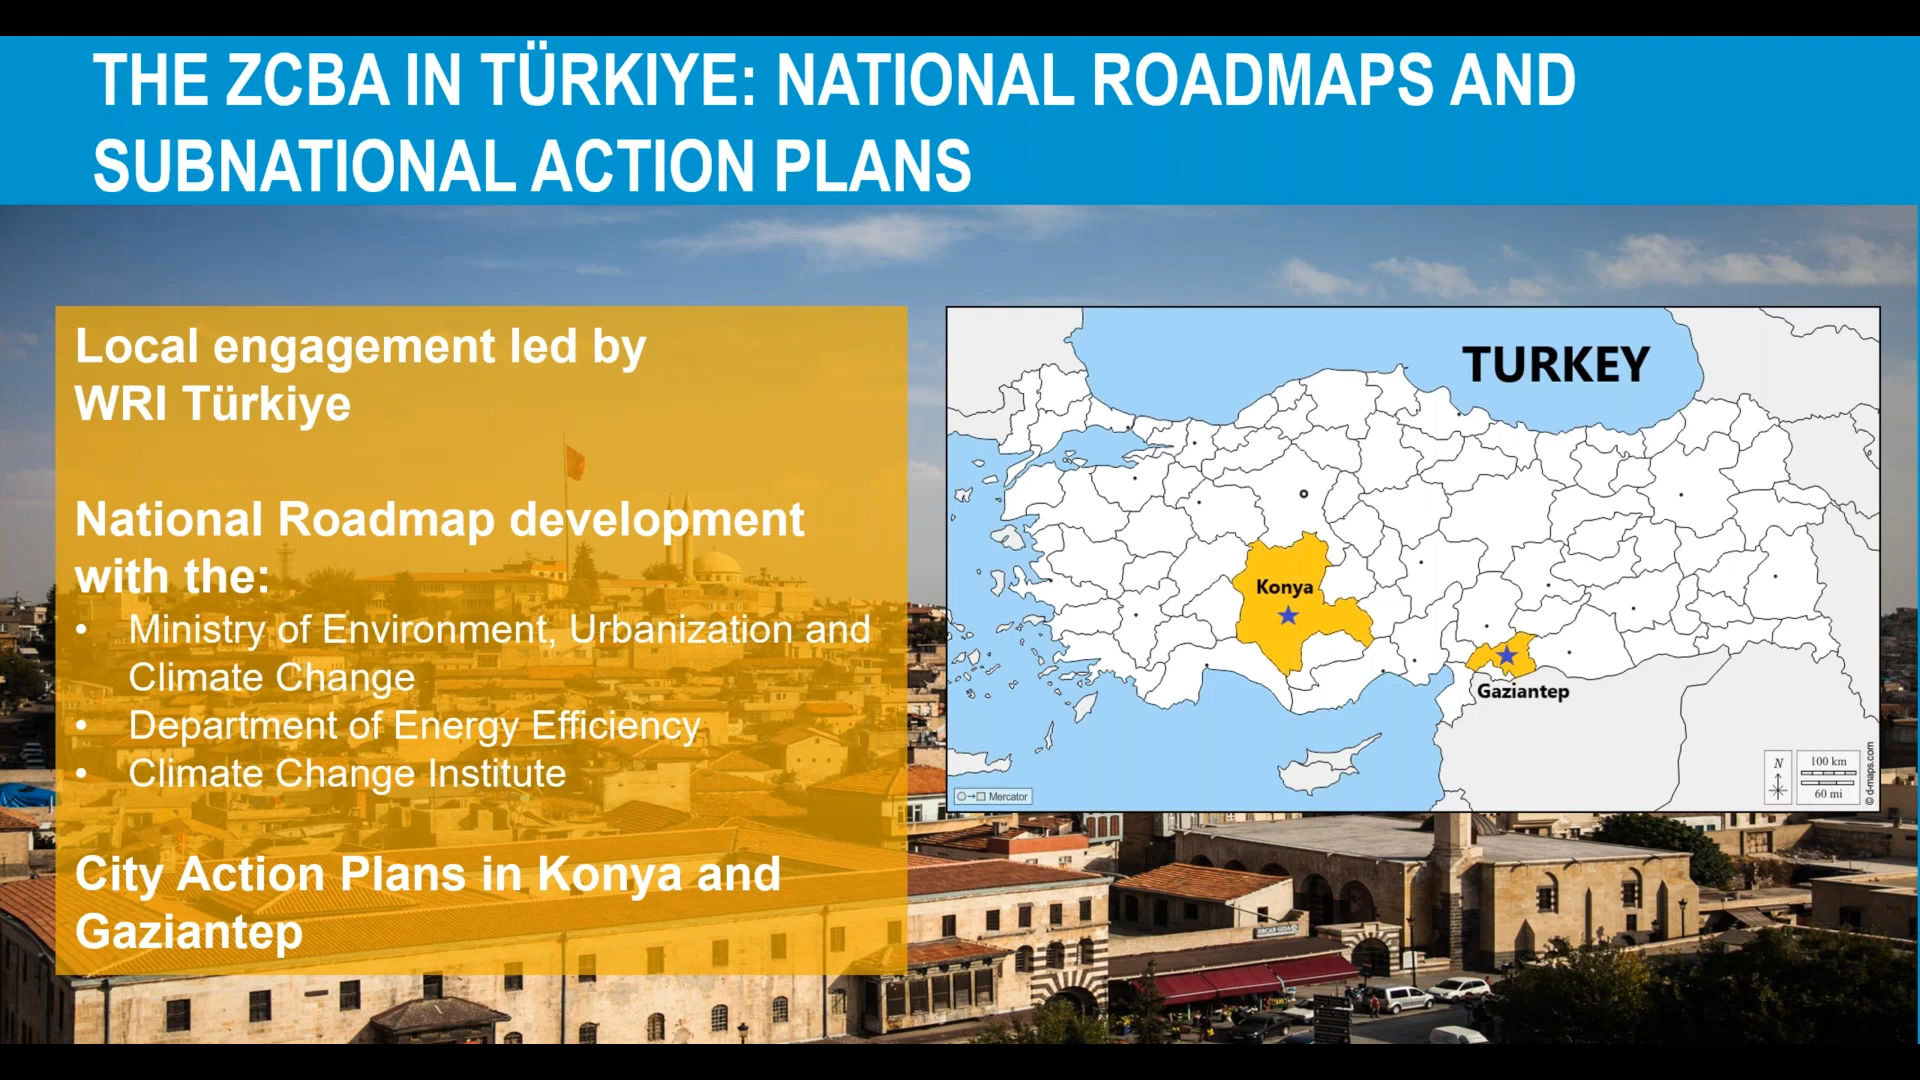 THE ZCBA IN TÜRKIYE: NATIONAL ROADMAPS AND
SUBNATIONAL ACTION PLANS
Local engagement led by
WRI Türkiye
National Roadmap development
with the:
• Ministry of Environment, Urbanization and
Climate Change
• Department of Energy Efficiency
• Climate Change Institute
City Action Plans in Konya and
Gaziantep
TURKEY
Konya
Gaziantep
N
100 km
60 mi
© d-maps.com
Mercator